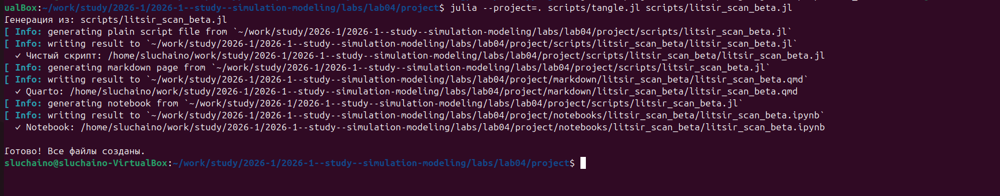 ualBox:~/work/study/2026-1/2026-1--study--simulation-modeling/labs/lab04/project$ julia --project=. scripts/tangle.jl scripts/litsir_scan_beta.jl
Генерация из: scripts/litsir_scan_beta.jl
[ Info: generating plain script file from `~/work/study/2026-1/2026-1--study--simulation-modeling/labs/lab04/project/scripts/litsir_scan_beta.jl`
[ Info: writing result to `~/work/study/2026-1/2026-1--study--simulation-modeling/labs/lab04/project/scripts/litsir_scan_beta/litsir_scan_beta.jl`
  ✓ Чистый скрипт: /home/sluchaino/work/study/2026-1/2026-1--study--simulation-modeling/labs/lab04/project/scripts/litsir_scan_beta/litsir_scan_beta.jl
[ Info: generating markdown page from `~/work/study/2026-1/2026-1--study--simulation-modeling/labs/lab04/project/scripts/litsir_scan_beta.jl`
[ Info: writing result to `~/work/study/2026-1/2026-1--study--simulation-modeling/labs/lab04/project/markdown/litsir_scan_beta/litsir_scan_beta.qmd`
  ✓ Quarto: /home/sluchaino/work/study/2026-1/2026-1--study--simulation-modeling/labs/lab04/project/markdown/litsir_scan_beta/litsir_scan_beta.qmd
[ Info: generating notebook from `~/work/study/2026-1/2026-1--study--simulation-modeling/labs/lab04/project/scripts/litsir_scan_beta.jl`
[ Info: writing result to `~/work/study/2026-1/2026-1--study--simulation-modeling/labs/lab04/project/notebooks/litsir_scan_beta/litsir_scan_beta.ipynb`
  ✓ Notebook: /home/sluchaino/work/study/2026-1/2026-1--study--simulation-modeling/labs/lab04/project/notebooks/litsir_scan_beta/litsir_scan_beta.ipynb
Готово! Все файлы созданы.
sluchaino@sluchaino-VirtualBox:~/work/study/2026-1/2026-1--study--simulation-modeling/labs/lab04/project$